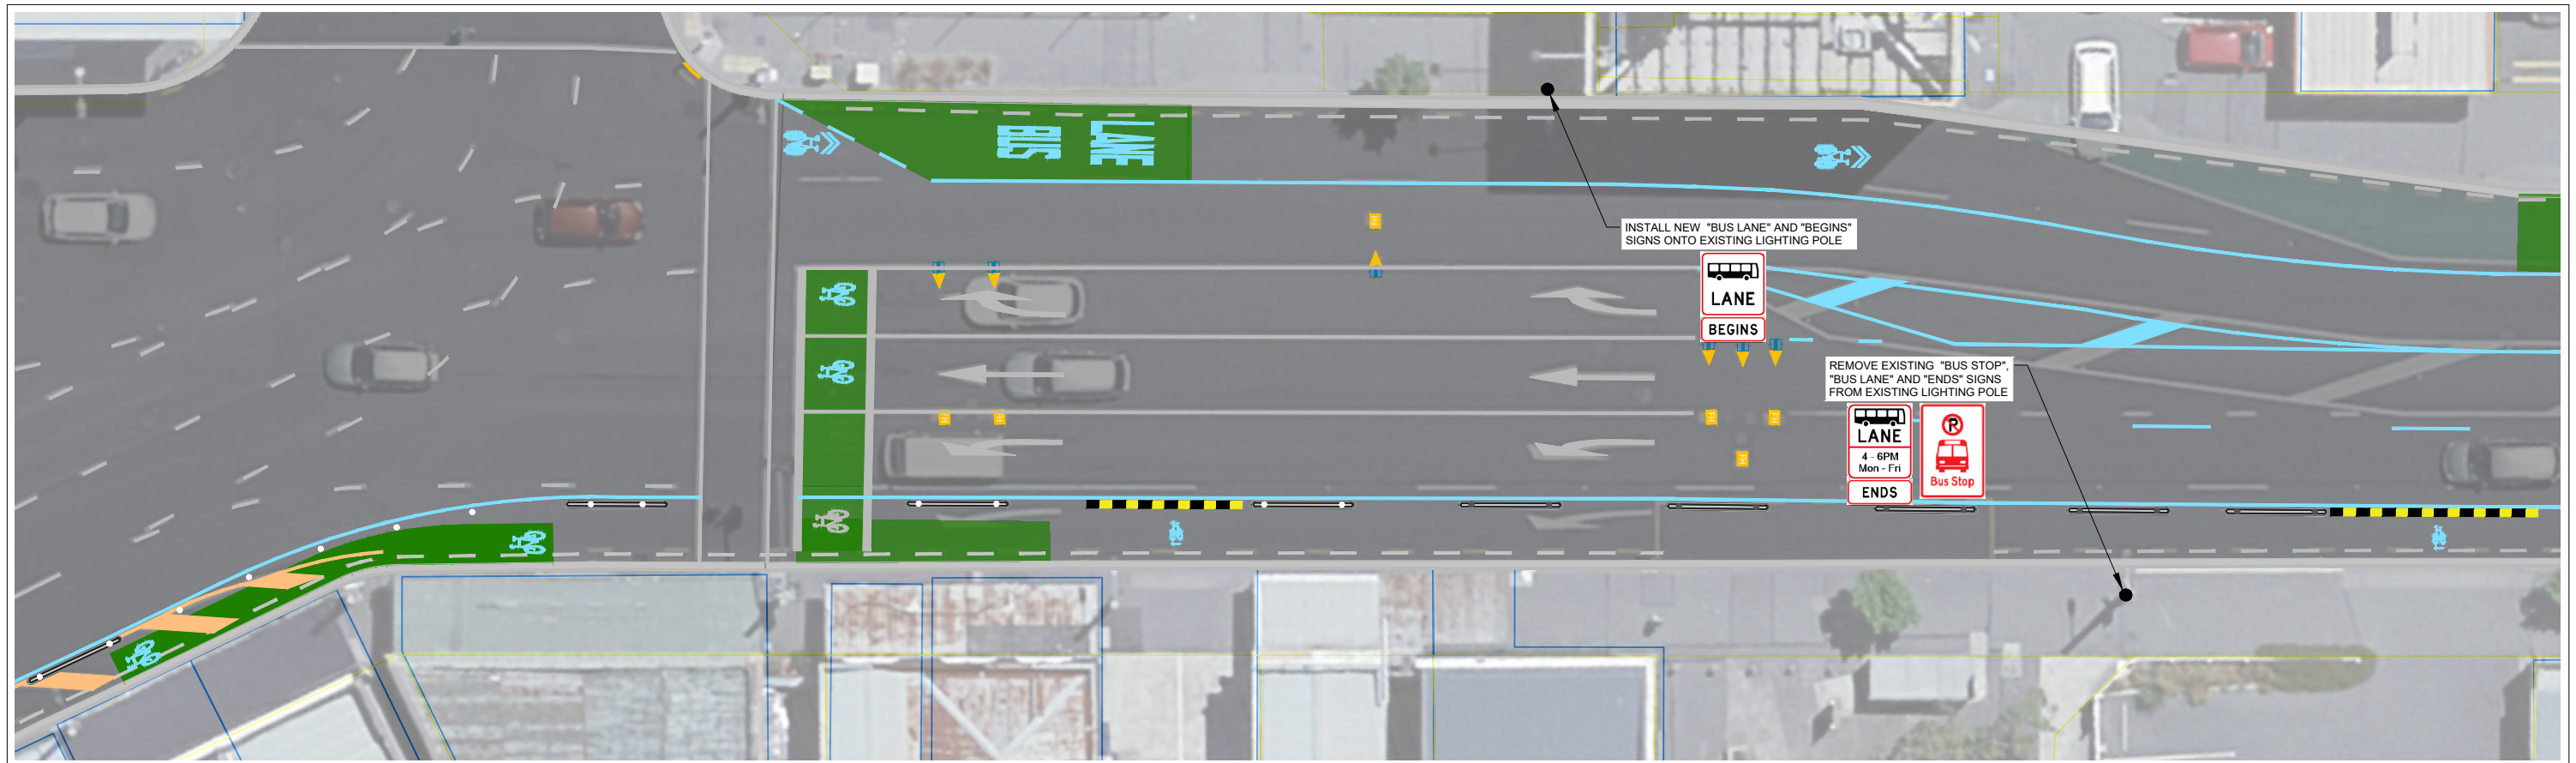 BUS LANE
INSTALL NEW "BUS LANE" AND "BEGINS"
SIGNS ONTO EXISTING LIGHTING POLE
LANE
BEGINS
REMOVE EXISTING "BUS STOP",
"BUS LANE" AND "ENDS" SIGNS
FROM EXISTING LIGHTING POLE
LANE
4 - 6PM
Mon - Fri
ENDS
P
Bus Stop